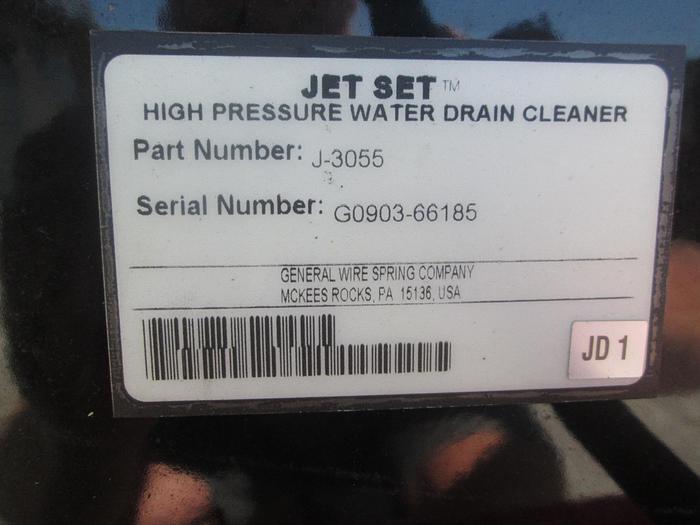 JET SET™
HIGH PRESSURE WATER DRAIN CLEANER
Part Number: J-3055
Serial Number: G0903-66185
GENERAL WIRE SPRING COMPANY
MCKEES ROCKS, PA 15136, USA
JD 1